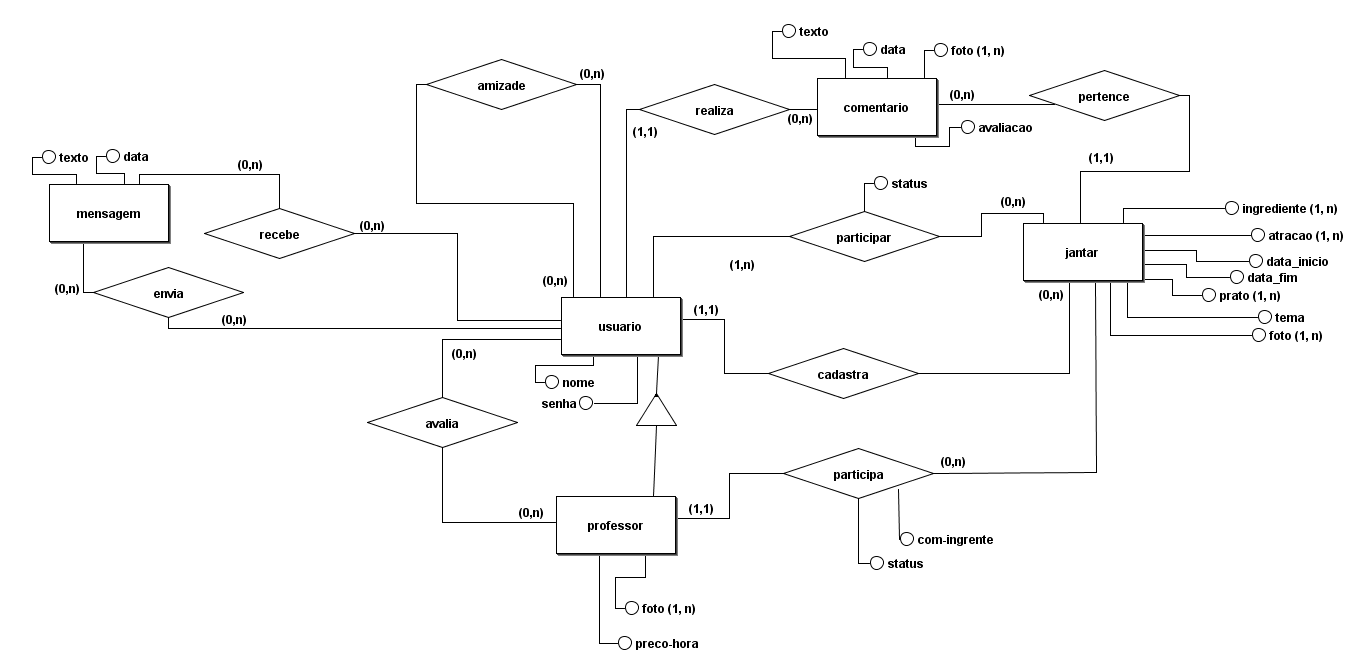 texto
data
foto (1, n)
amizade
(0,n)
realiza
(1,1)
(0,n)
comentario
(0,n)
pertence
avaliacao
(1,1)
texto
data
(0,n)
mensagem
recebe
(0,n)
status
participar
(1,n)
(0,n)
jantar
ingrediente (1, n)
atracao (1, n)
data_inicio
data_fim
prato (1, n)
tema
foto (1, n)
(0,n)
envia
(0,n)
(0,n)
(0,n)
usuario
(1,1)
(0,n)
cadastra
nome
senha
avalia
(0,n)
professor
(1,1)
participa
(0,n)
com-ingrente
status
foto (1, n)
preco-hora